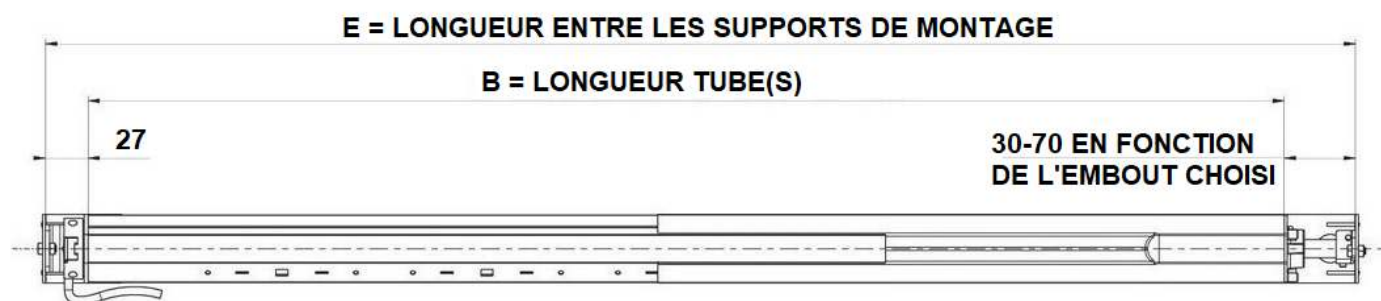 E = LONGUEUR ENTRE LES SUPPORTS DE MONTAGE
B = LONGUEUR TUBE(S)
27
30-70 EN FONCTION
DE L'EMBOUT CHOISI